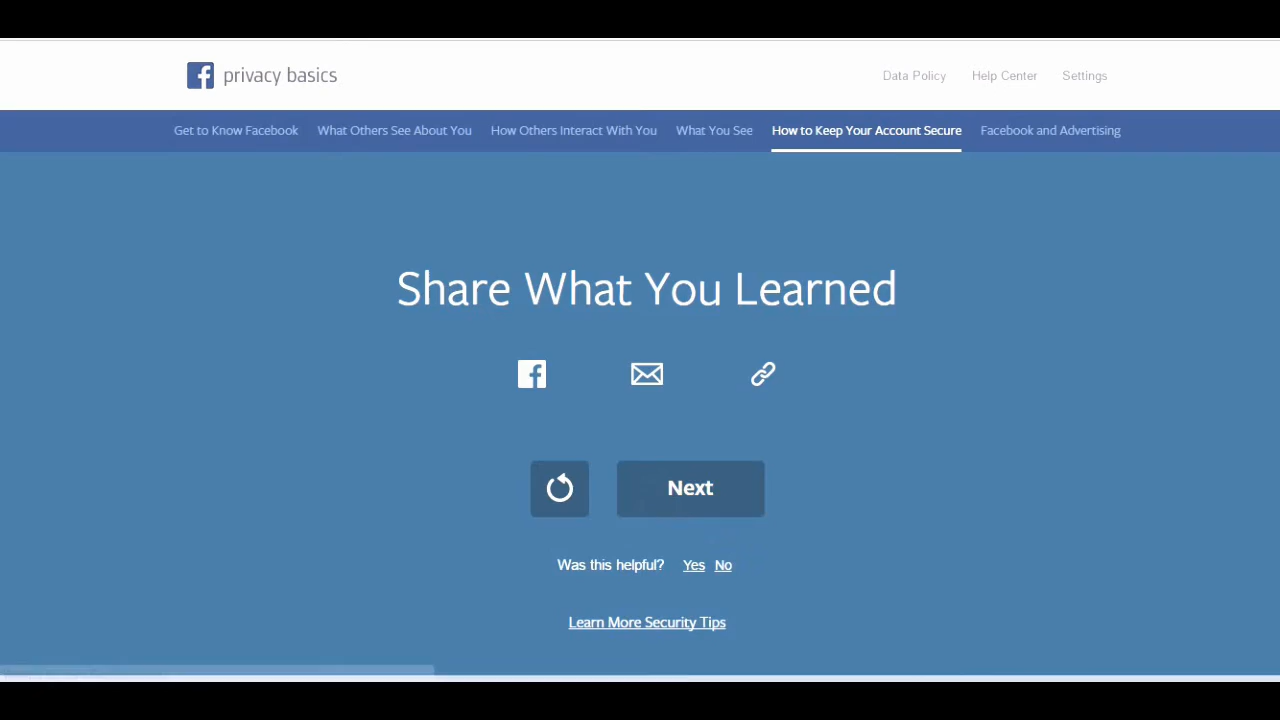 privacy basics
Data Policy Help Center Settings
Get to Know Facebook What Others See About You How Others Interact With You What You See How to Keep Your Account Secure Facebook and Advertising
Share What You Learned
Next
Was this helpful? Yes No
Learn More Security Tips